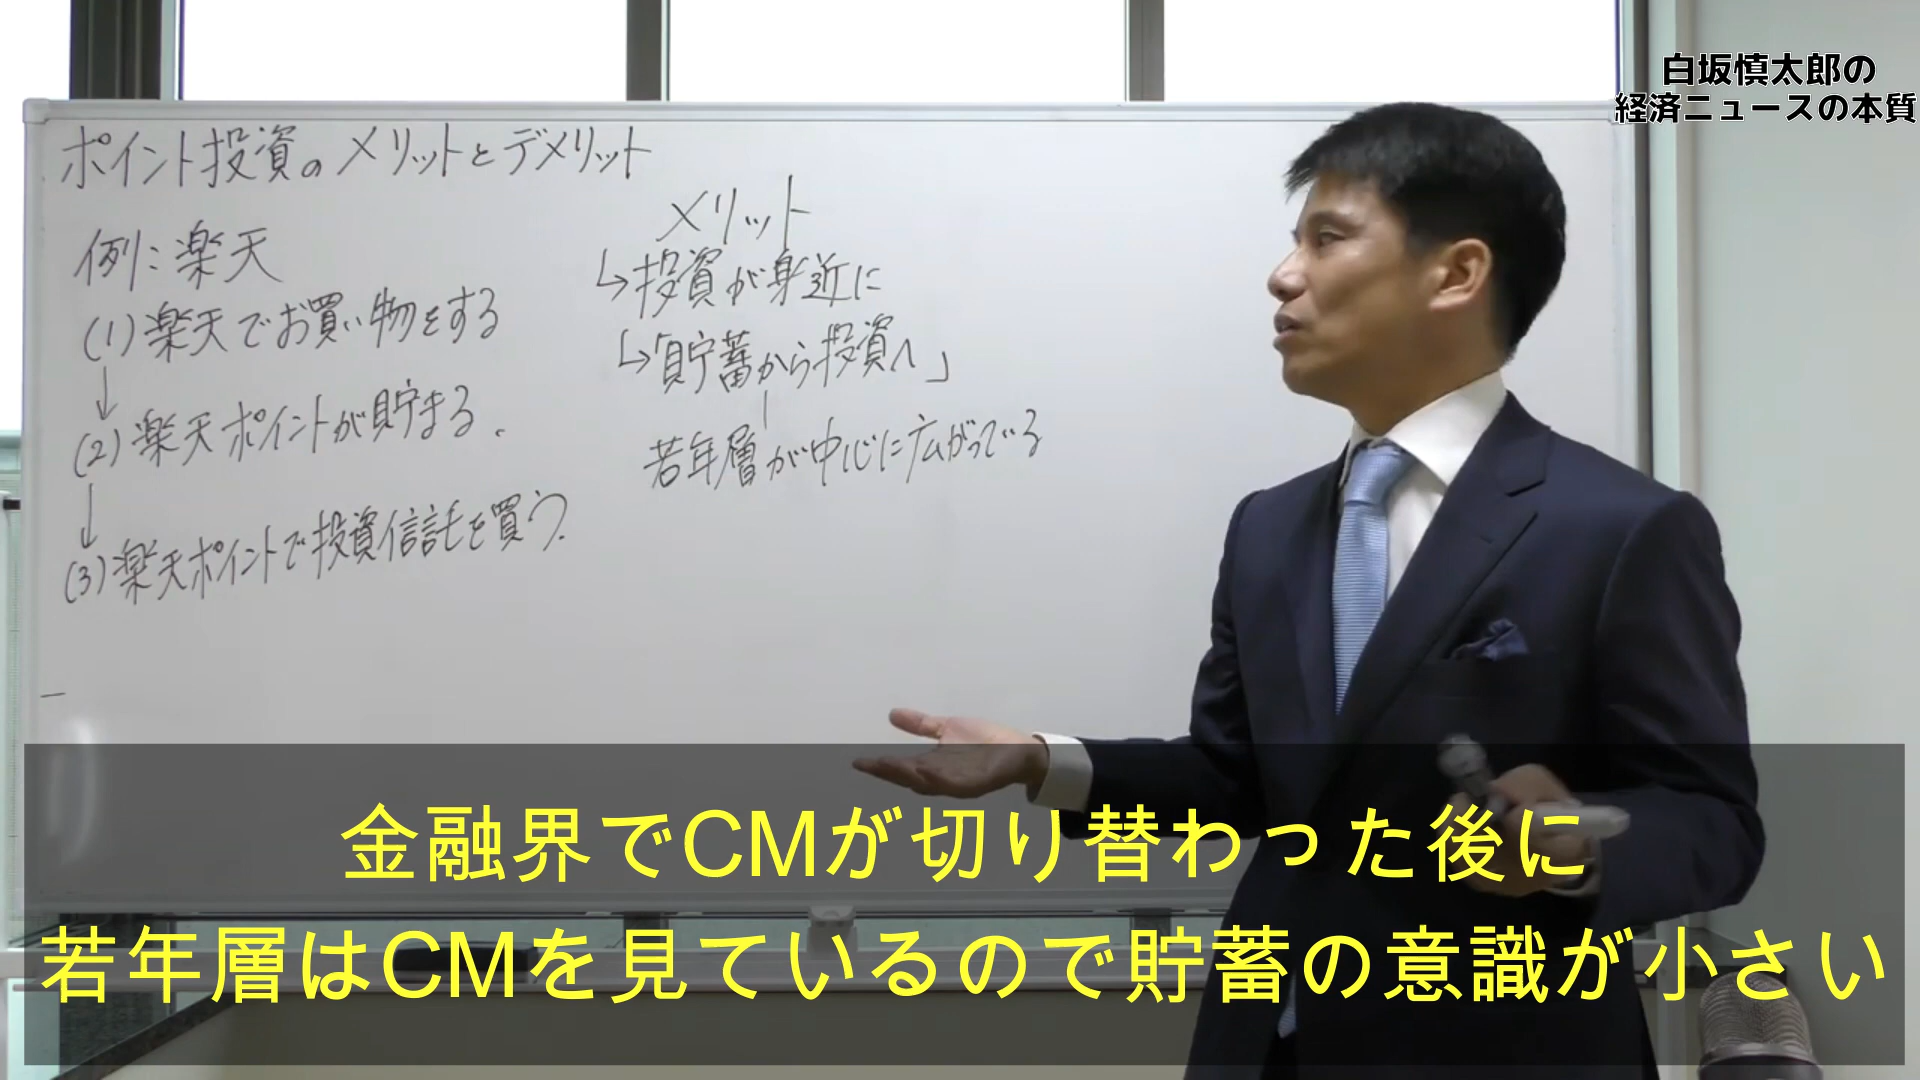 白坂慎太郎の
経済ニュースの本質
ポイント投資のメリットとデメリット
例:楽天
(1)楽天でお買い物をする
↓
(2)楽天ポイントが貯まる.
↓
(3)楽天ポイントで投資信託を買う.
メリット
↳投資が身近に
↳「貯蓄から投資へ」
若年層が中心に広がっている
金融界でCMが切り替わった後に
若年層はCMを見ているので貯蓄の意識が小さい